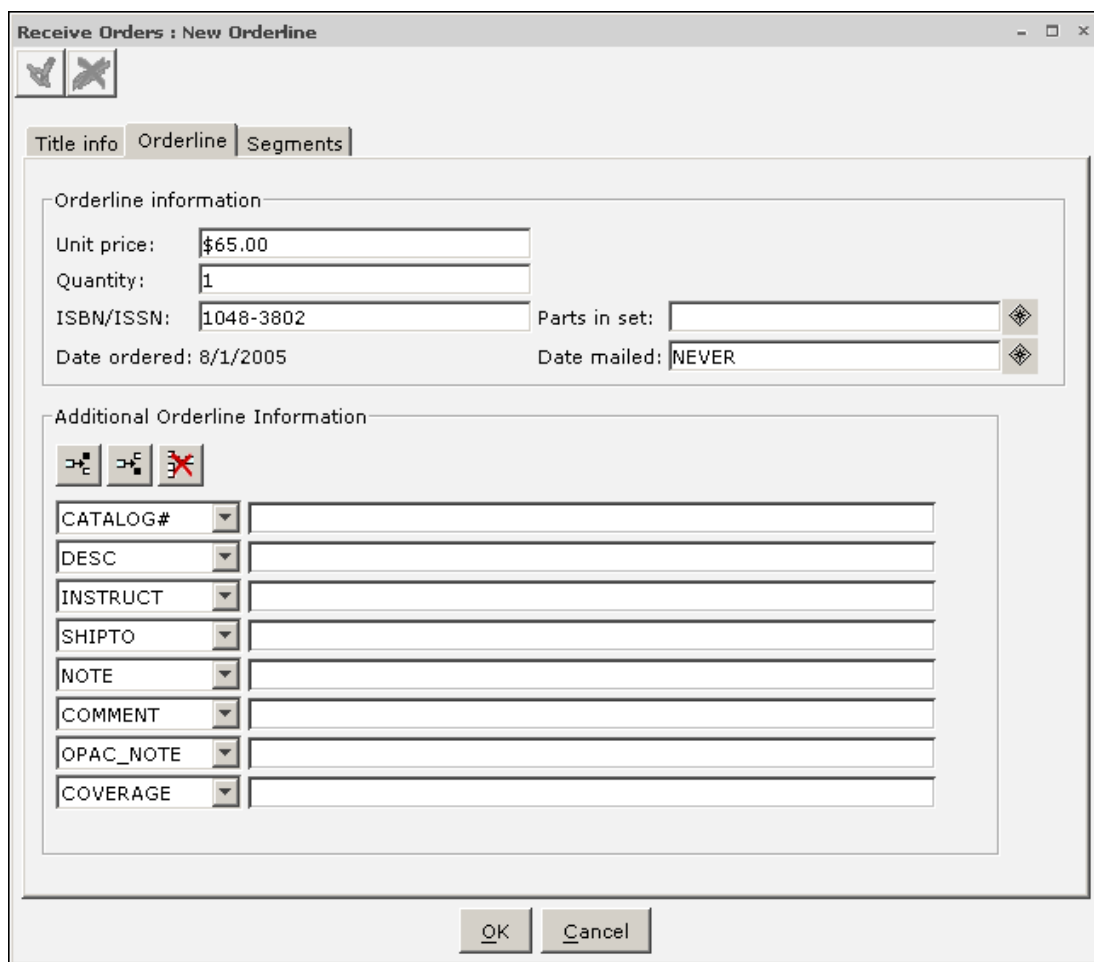 Receive Orders : New Orderline
Title info Orderline Segments
Orderline information
Unit price: $65.00
Quantity: 1
ISBN/ISSN: 1048-3802 Parts in set:
Date ordered: 8/1/2005 Date mailed: NEVER
Additional Orderline Information
CATALOG#
DESC
INSTRUCT
SHIPTO
NOTE
COMMENT
OPAC_NOTE
COVERAGE
OK Cancel